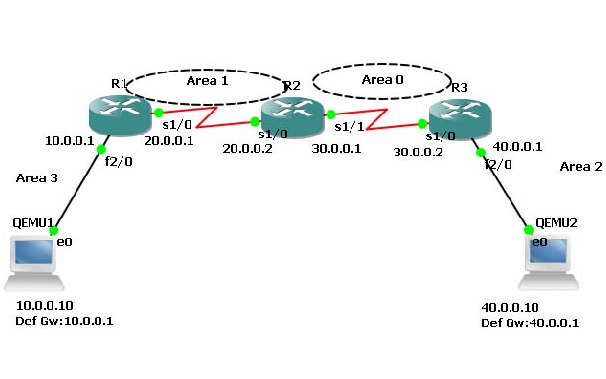 Area 1
Area 0
R1
R2
R3
s1/0
s1/1
s1/0
s1/0
10.0.0.1
20.0.0.1
20.0.0.2
30.0.0.1
30.0.0.2
40.0.0.1
f2/0
f2/0
Area 3
Area 2
QEMU1
e0
QEMU2
e0
10.0.0.10
Def Gw:10.0.0.1
40.0.0.10
Def Gw:40.0.0.1